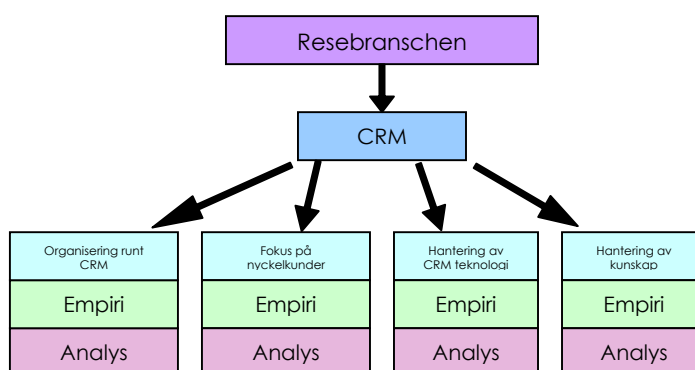 Resebranschen
CRM
Organisering runt
CRM
Empiri
Analys
Fokus på
nyckelkunder
Empiri
Analys
Hantering av
CRM teknologi
Empiri
Analys
Hantering av
kunskap
Empiri
Analys